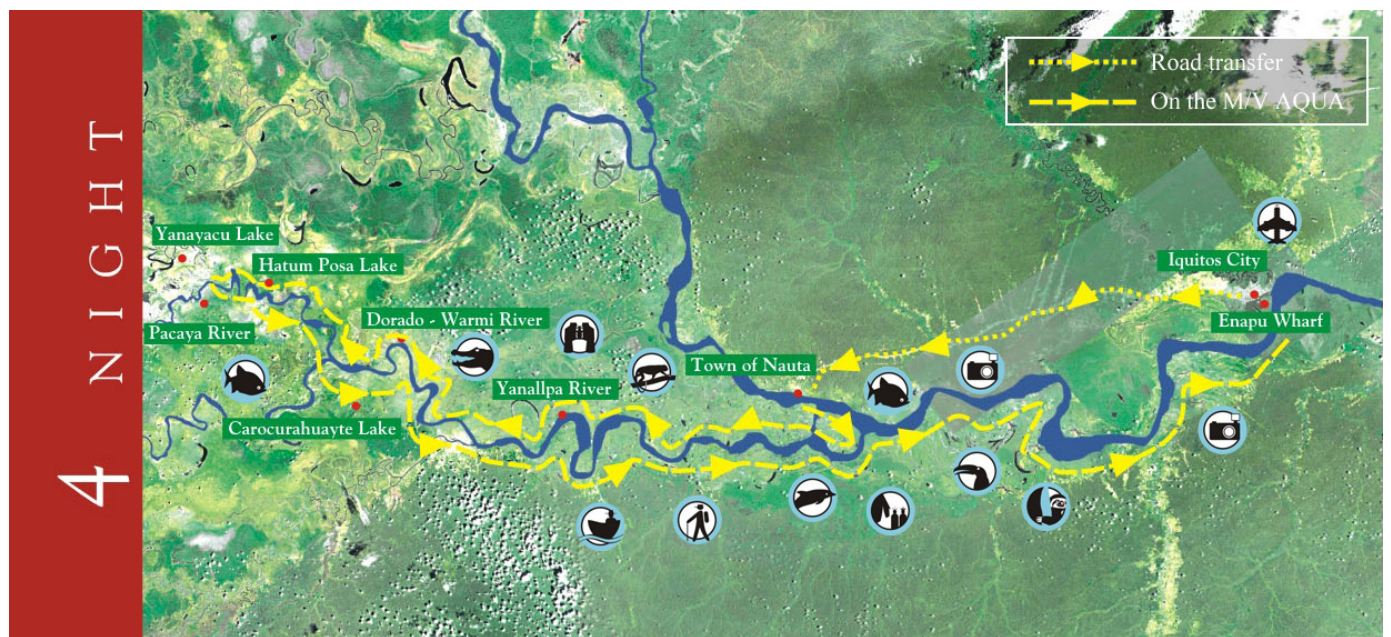 4 NIGHT
Road transfer
On the M/V AQUA
Yanayacu Lake
Hatum Posa Lake
Iquitos City
Pacaya River
Dorado - Warmi River
Enapu Wharf
Town of Nauta
Yanallpa River
Carocurahuayte Lake